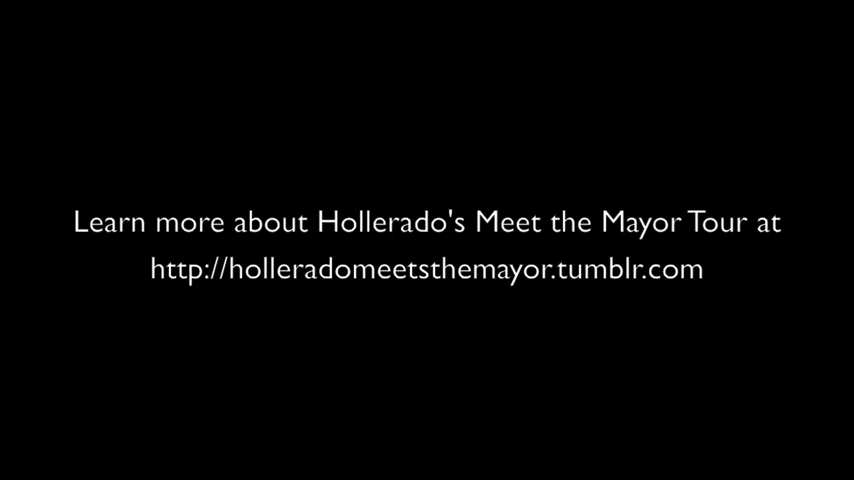 Learn more about Hollerado's Meet the Mayor Tour at
http://holleradomeetsthemayor.tumblr.com